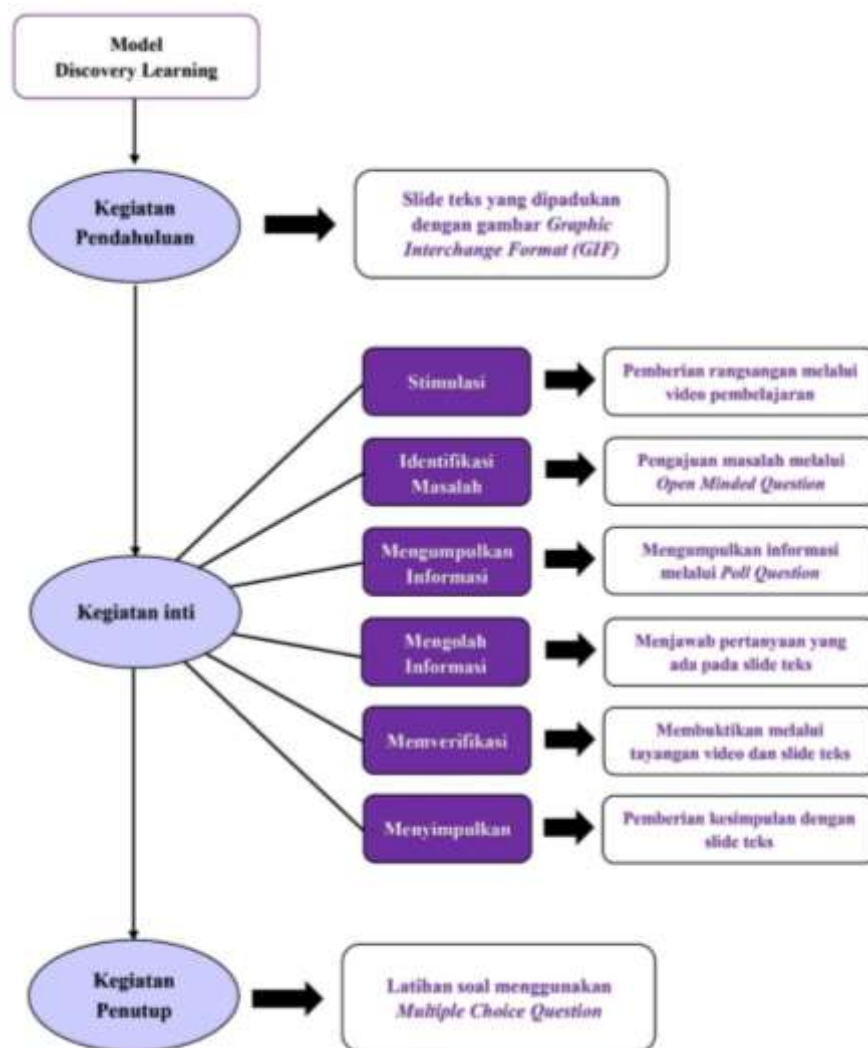 Model
Discovery Learning
Kegiatan
Pendahuluan
Slide teks yang dipadukan
dengan gambar Graphic
Interchange Format (GIF)
Stimulasi
Pemberian rangsangan melalui
video pembelajaran
Identifikasi
Masalah
Pengajuan masalah melalui
Open Minded Question
Mengumpulkan
Informasi
Mengumpulkan informasi
melalui Poll Question
Kegiatan inti
Mengolah
Informasi
Menjawab pertanyaan yang
ada pada slide teks
Memverifikasi
Membuktikan melalui
tayangan video dan slide teks
Menyimpulkan
Pemberian kesimpulan dengan
slide teks
Kegiatan
Penutup
Latihan soal menggunakan
Multiple Choice Question